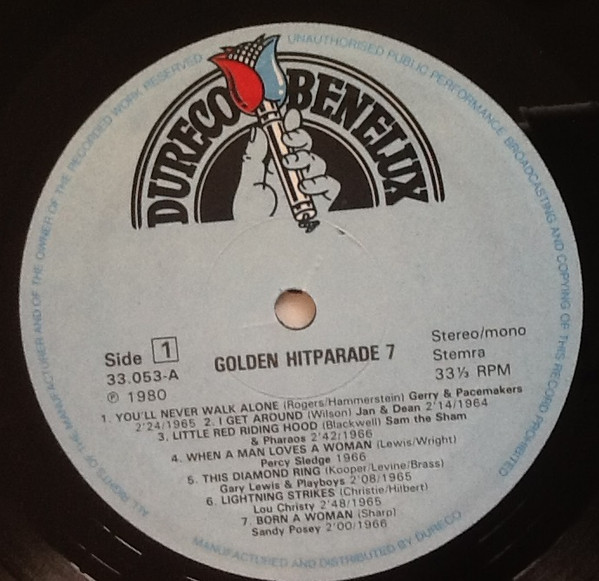 DURECO BENELUX
UNAUTHORISED PUBLIC PERFORMANCE BROADCASTING AND COPYING OF THIS RECORD PROHIBITED
ALL RIGHTS OF THE MANUFACTURER AND OF THE OWNER OF THE RECORDED WORK RESERVED
Side 1
33.053-A
℗ 1980
GOLDEN HITPARADE 7
Stereo/mono
Stemra
33⅓ RPM
1. YOU'LL NEVER WALK ALONE (Rogers/Hammerstein) Gerry & Pacemakers
2'24/1965 2. I GET AROUND (Wilson) Jan & Dean 2'14/1964
3. LITTLE RED RIDING HOOD (Blackwell) Sam the Sham
& Pharaos 2'42/1966
4. WHEN A MAN LOVES A WOMAN (Lewis/Wright)
Percy Sledge 1966
5. THIS DIAMOND RING (Kooper/Levine/Brass)
Gary Lewis & Playboys 2'08/1965
6. LIGHTNING STRIKES (Christie/Hilbert)
Lou Christy 2'48/1965
7. BORN A WOMAN (Sharp)
Sandy Posey 2'00/1966
MANUFACTURED AND DISTRIBUTED BY DURECO